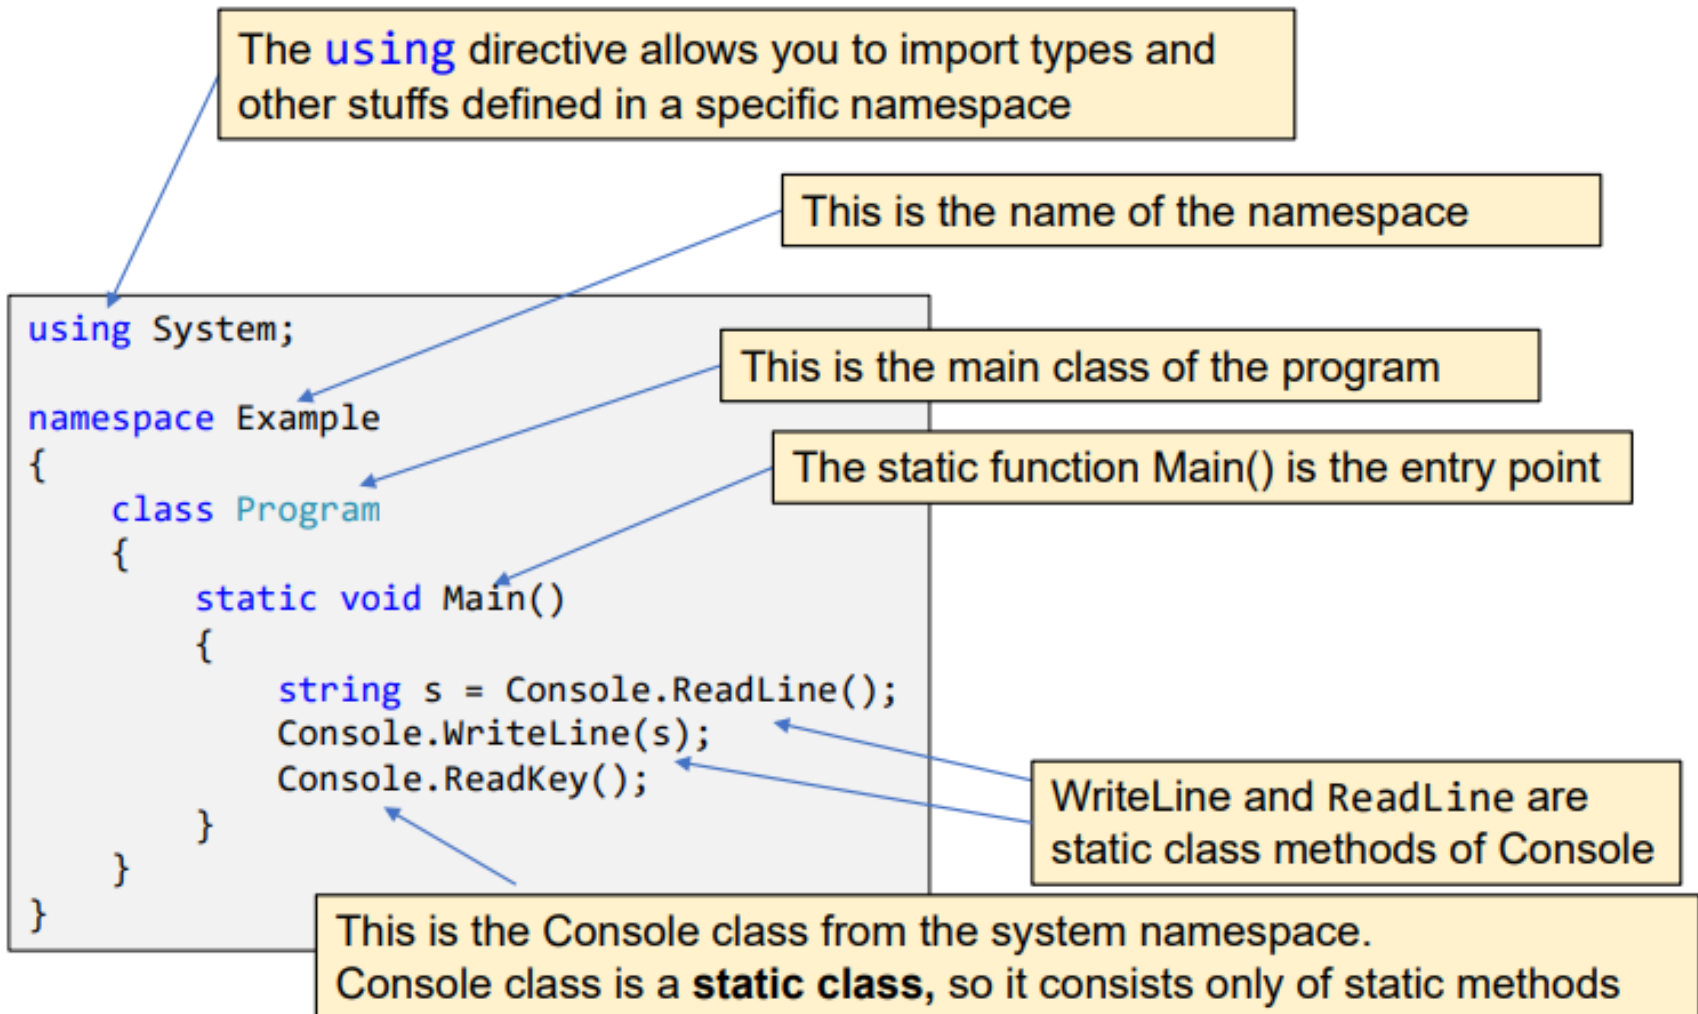 The using directive allows you to import types and
other stuffs defined in a specific namespace
This is the name of the namespace
using System;
This is the main class of the program
namespace Example
{
The static function Main() is the entry point
class Program
{
static void Main()
{
string s = Console.ReadLine();
Console.WriteLine(s);
Console.ReadKey();
WriteLine and ReadLine are
static class methods of Console
}
}
}
This is the Console class from the system namespace.
Console class is a static class, so it consists only of static methods